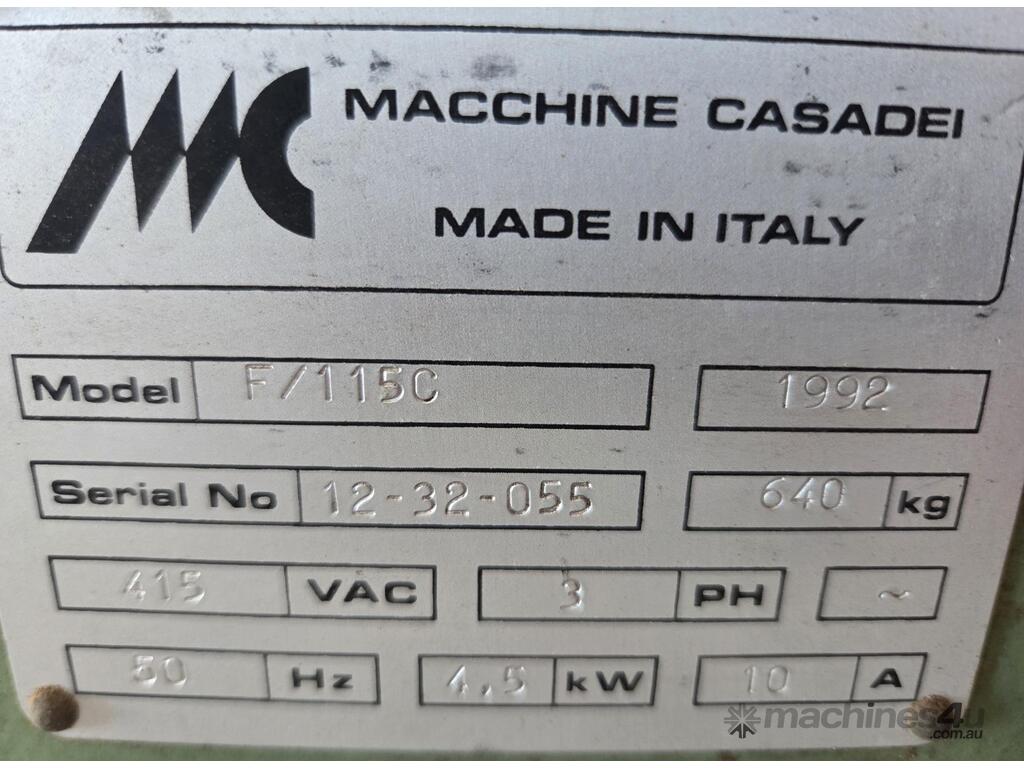 MC MACCHINE CASADEI
MADE IN ITALY
Model F/115C 1992
Serial No 12-32-055 640 kg
415 VAC 3 PH ~
50 Hz 4,5 kW 10 A
machines4u
.com.au